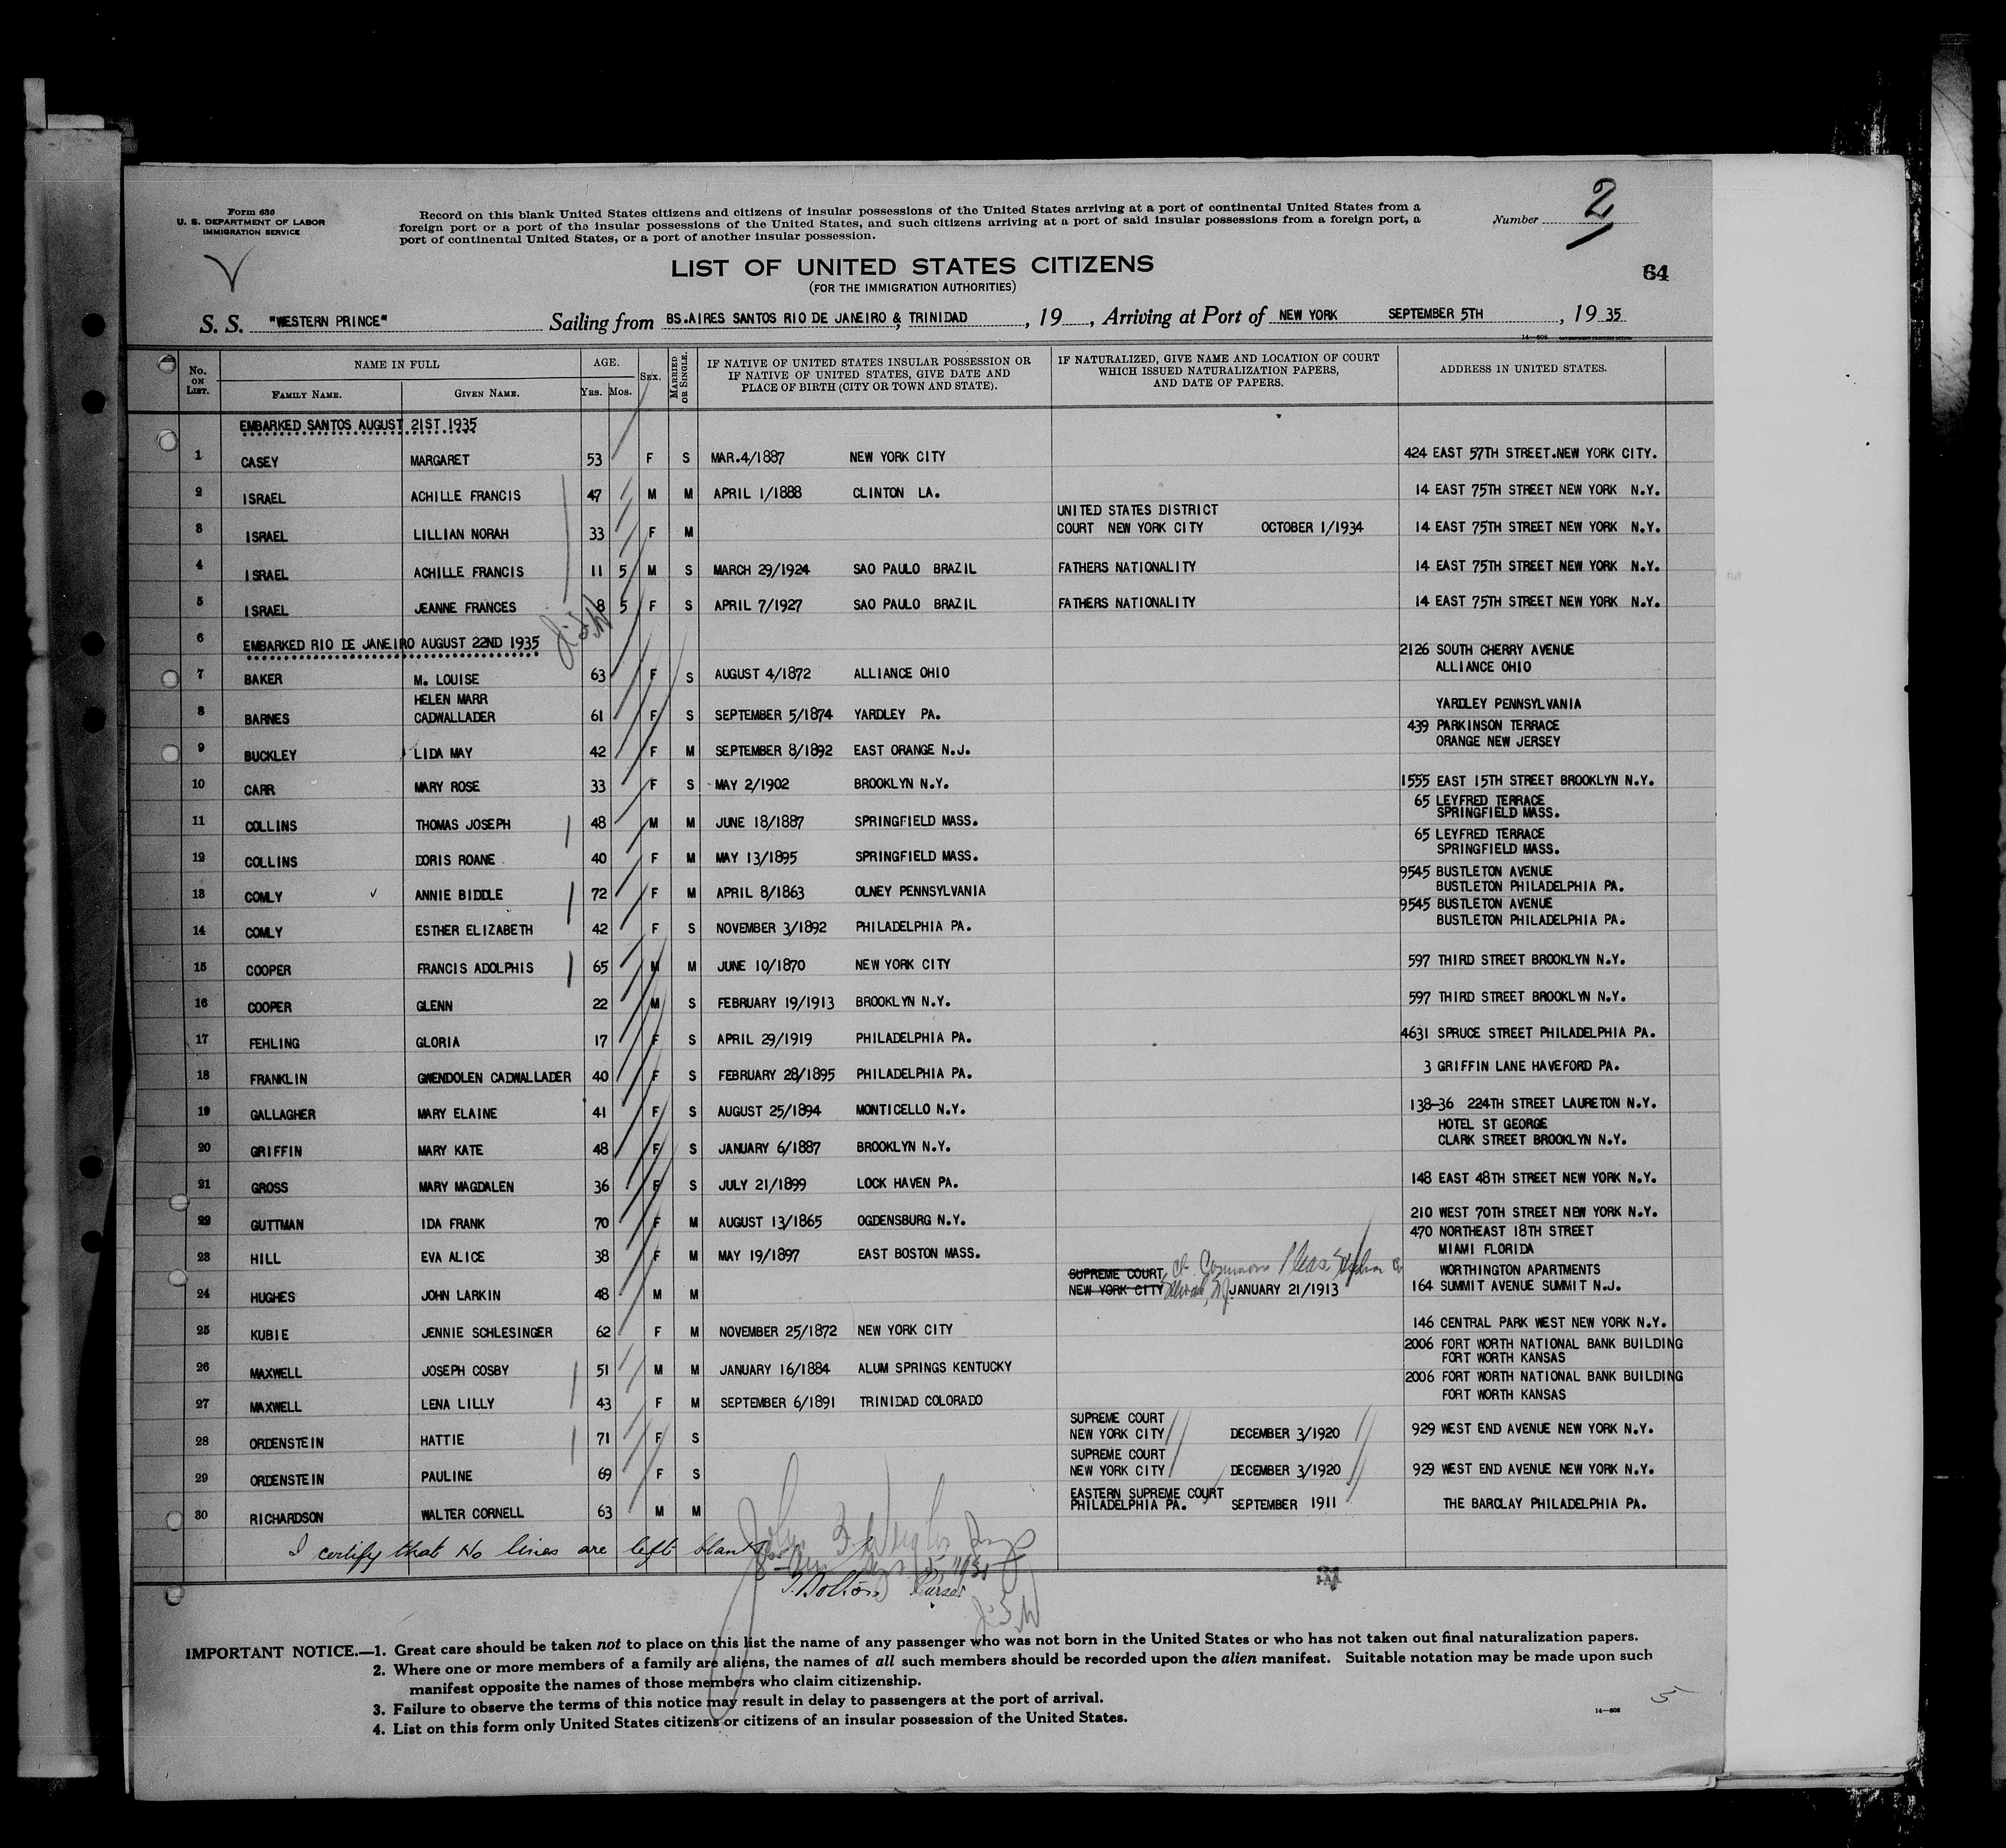 Form 630
U. S. DEPARTMENT OF LABOR
IMMIGRATION SERVICE
Record on this blank United States citizens and citizens of insular possessions of the United States arriving at a port of continental United States from a
foreign port or a port of the insular possessions of the United States, and such citizens arriving at a port of said insular possessions from a foreign port, a
port of continental United States, or a port of another insular possession.
Number 2
LIST OF UNITED STATES CITIZENS
(FOR THE IMMIGRATION AUTHORITIES)
64
S. S. "WESTERN PRINCE" Sailing from BS.AIRES SANTOS RIO DE JANEIRO & TRINIDAD, 19 , Arriving at Port of NEW YORK SEPTEMBER 5TH, 19 35
14—608
No. ON LIST. NAME IN FULL FAMILY NAME. GIVEN NAME. AGE. YRS. MOS. SEX. MARRIED OR SINGLE. IF NATIVE OF UNITED STATES INSULAR POSSESSION OR IF NATIVE OF UNITED STATES, GIVE DATE AND PLACE OF BIRTH (CITY OR TOWN AND STATE). IF NATURALIZED, GIVE NAME AND LOCATION OF COURT WHICH ISSUED NATURALIZATION PAPERS, AND DATE OF PAPERS. ADDRESS IN UNITED STATES.
EMBARKED SANTOS AUGUST 21ST 1935
1 CASEY MARGARET 53 F S MAR.4/1887 NEW YORK CITY 424 EAST 57TH STREET.NEW YORK CITY.
2 ISRAEL ACHILLE FRANCIS 47 M M APRIL 1/1888 CLINTON LA. 14 EAST 75TH STREET NEW YORK N.Y.
3 ISRAEL LILLIAN NORAH 33 F M UNITED STATES DISTRICT COURT NEW YORK CITY OCTOBER 1/1934 14 EAST 75TH STREET NEW YORK N.Y.
4 ISRAEL ACHILLE FRANCIS 11 5 M S MARCH 29/1924 SAO PAULO BRAZIL FATHERS NATIONALITY 14 EAST 75TH STREET NEW YORK N.Y.
5 ISRAEL JEANNE FRANCES 8 5 F S APRIL 7/1927 SAO PAULO BRAZIL FATHERS NATIONALITY 14 EAST 75TH STREET NEW YORK N.Y.
6 EMBARKED RIO DE JANEIRO AUGUST 22ND 1935
7 BAKER M. LOUISE 63 F S AUGUST 4/1872 ALLIANCE OHIO 2126 SOUTH CHERRY AVENUE ALLIANCE OHIO
8 BARNES HELEN MARR CADWALLADER 61 F S SEPTEMBER 5/1874 YARDLEY PA. YARDLEY PENNSYLVANIA
9 BUCKLEY LIDA MAY 42 F M SEPTEMBER 8/1892 EAST ORANGE N.J. 439 PARKINSON TERRACE ORANGE NEW JERSEY
10 CARR MARY ROSE 33 F S MAY 2/1902 BROOKLYN N.Y. 1555 EAST 15TH STREET BROOKLYN N.Y.
11 COLLINS THOMAS JOSEPH 48 M M JUNE 18/1887 SPRINGFIELD MASS. 65 LEYFRED TERRACE SPRINGFIELD MASS.
12 COLLINS DORIS ROANE 40 F M MAY 13/1895 SPRINGFIELD MASS. 65 LEYFRED TERRACE SPRINGFIELD MASS.
13 COMLY ANNIE BIDDLE 72 F M APRIL 8/1863 OLNEY PENNSYLVANIA 9545 BUSTLETON AVENUE BUSTLETON PHILADELPHIA PA.
14 COMLY ESTHER ELIZABETH 42 F S NOVEMBER 3/1892 PHILADELPHIA PA. 9545 BUSTLETON AVENUE BUSTLETON PHILADELPHIA PA.
15 COOPER FRANCIS ADOLPHIS 65 M M JUNE 10/1870 NEW YORK CITY 597 THIRD STREET BROOKLYN N.Y.
16 COOPER GLENN 22 M S FEBRUARY 19/1913 BROOKLYN N.Y. 597 THIRD STREET BROOKLYN N.Y.
17 FEHLING GLORIA 17 F S APRIL 29/1919 PHILADELPHIA PA. 4631 SPRUCE STREET PHILADELPHIA PA.
18 FRANKLIN GWENDOLEN CADWALLADER 40 F S FEBRUARY 28/1895 PHILADELPHIA PA. 3 GRIFFIN LANE HAVEFORD PA.
19 GALLAGHER MARY ELAINE 41 F S AUGUST 25/1894 MONTICELLO N.Y. 138-36 224TH STREET LAURETON N.Y.
20 GRIFFIN MARY KATE 48 F S JANUARY 6/1887 BROOKLYN N.Y. HOTEL ST GEORGE CLARK STREET BROOKLYN N.Y.
21 GROSS MARY MAGDALEN 36 F S JULY 21/1899 LOCK HAVEN PA. 148 EAST 48TH STREET NEW YORK N.Y.
22 GUTTMAN IDA FRANK 70 F M AUGUST 13/1865 OGDENSBURG N.Y. 210 WEST 70TH STREET NEW YORK N.Y.
23 HILL EVA ALICE 38 F M MAY 19/1897 EAST BOSTON MASS. 470 NORTHEAST 18TH STREET MIAMI FLORIDA
24 HUGHES JOHN LARKIN 48 M M SUPREME COURT, NEW YORK CITY Ct. Common Pleas JANUARY 21/1913 WORTHINGTON APARTMENTS 164 SUMMIT AVENUE SUMMIT N.J.
25 KUBIE JENNIE SCHLESINGER 62 F M NOVEMBER 25/1872 NEW YORK CITY 146 CENTRAL PARK WEST NEW YORK N.Y.
26 MAXWELL JOSEPH COSBY 51 M M JANUARY 16/1884 ALUM SPRINGS KENTUCKY 2006 FORT WORTH NATIONAL BANK BUILDING FORT WORTH KANSAS
27 MAXWELL LENA LILLY 43 F M SEPTEMBER 6/1891 TRINIDAD COLORADO 2006 FORT WORTH NATIONAL BANK BUILDING FORT WORTH KANSAS
28 ORDENSTEIN HATTIE 71 F S SUPREME COURT NEW YORK CITY DECEMBER 3/1920 929 WEST END AVENUE NEW YORK N.Y.
29 ORDENSTEIN PAULINE 69 F S SUPREME COURT NEW YORK CITY DECEMBER 3/1920 929 WEST END AVENUE NEW YORK N.Y.
30 RICHARDSON WALTER CORNELL 63 M M EASTERN SUPREME COURT PHILADELPHIA PA. SEPTEMBER 1911 THE BARCLAY PHILADELPHIA PA.
I certify that No lines are left blank
Bolton Purser
IMPORTANT NOTICE.—1. Great care should be taken not to place on this list the name of any passenger who was not born in the United States or who has not taken out final naturalization papers.
2. Where one or more members of a family are aliens, the names of all such members should be recorded upon the alien manifest. Suitable notation may be made upon such
manifest opposite the names of those members who claim citizenship.
3. Failure to observe the terms of this notice may result in delay to passengers at the port of arrival.
4. List on this form only United States citizens or citizens of an insular possession of the United States.
14—608
5